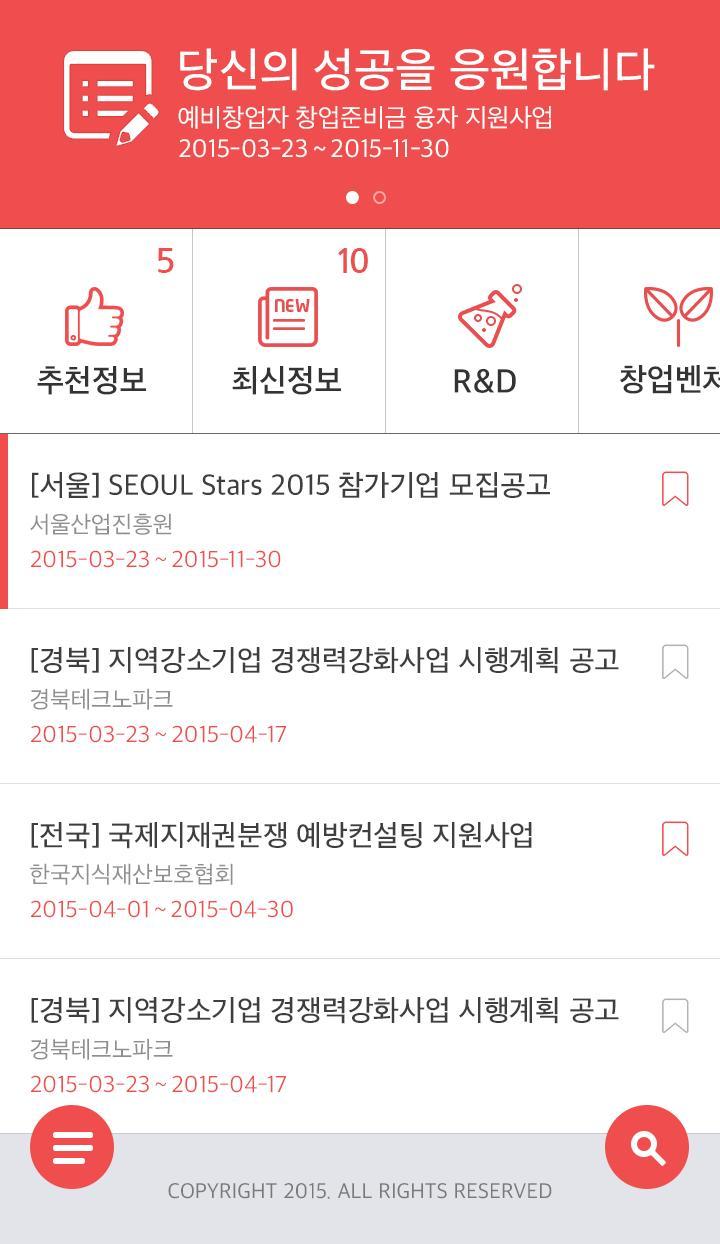 당신의 성공을 응원합니다
예비창업자 창업준비금 융자 지원사업
2015-03-23 ~ 2015-11-30
5
10
NEW
추천정보
최신정보
R&D
창업벤처
[서울] SEOUL Stars 2015 참가기업 모집공고
서울산업진흥원
2015-03-23 ~ 2015-11-30
[경북] 지역강소기업 경쟁력강화사업 시행계획 공고
경북테크노파크
2015-03-23 ~ 2015-04-17
[전국] 국제지재권분쟁 예방컨설팅 지원사업
한국지식재산보호협회
2015-04-01 ~ 2015-04-30
[경북] 지역강소기업 경쟁력강화사업 시행계획 공고
경북테크노파크
2015-03-23 ~ 2015-04-17
COPYRIGHT 2015. ALL RIGHTS RESERVED